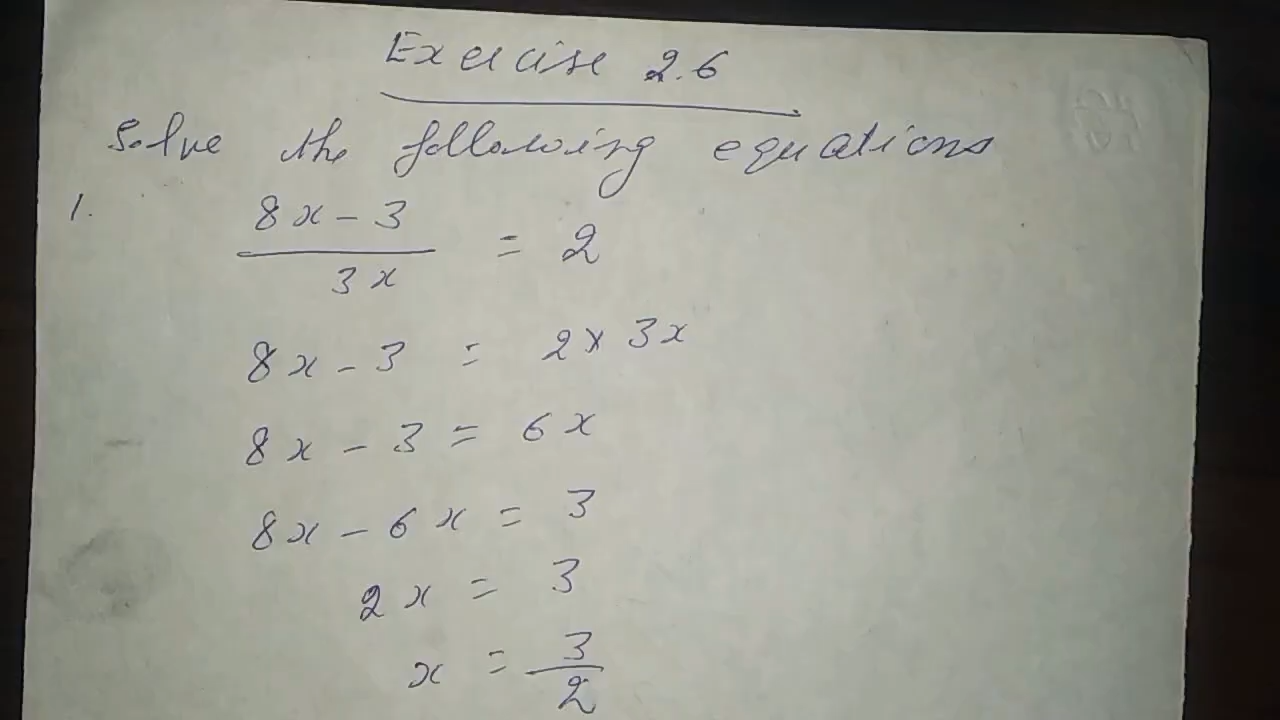 Exercise 2.6
Solve the following equations
1. 8x - 3 / 3x = 2
8x - 3 = 2 x 3x
8x - 3 = 6x
8x - 6x = 3
2x = 3
x = 3 / 2